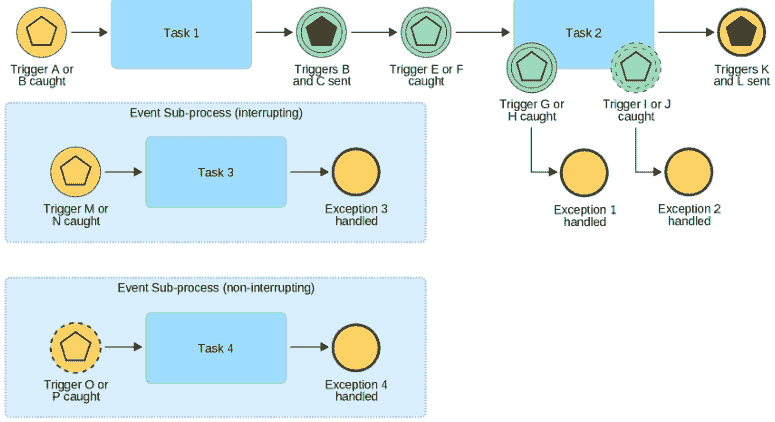 Task 1
Task 2
Trigger A or
B caught
Triggers B
and C sent
Trigger E or F
caught
Triggers K
and L sent
Trigger G or
H caught
Trigger I or J
caught
Event Sub-process (interrupting)
Task 3
Trigger M or
N caught
Exception 3
handled
Exception 1
handled
Exception 2
handled
Event Sub-process (non-interrupting)
Task 4
Trigger O or
P caught
Exception 4
handled